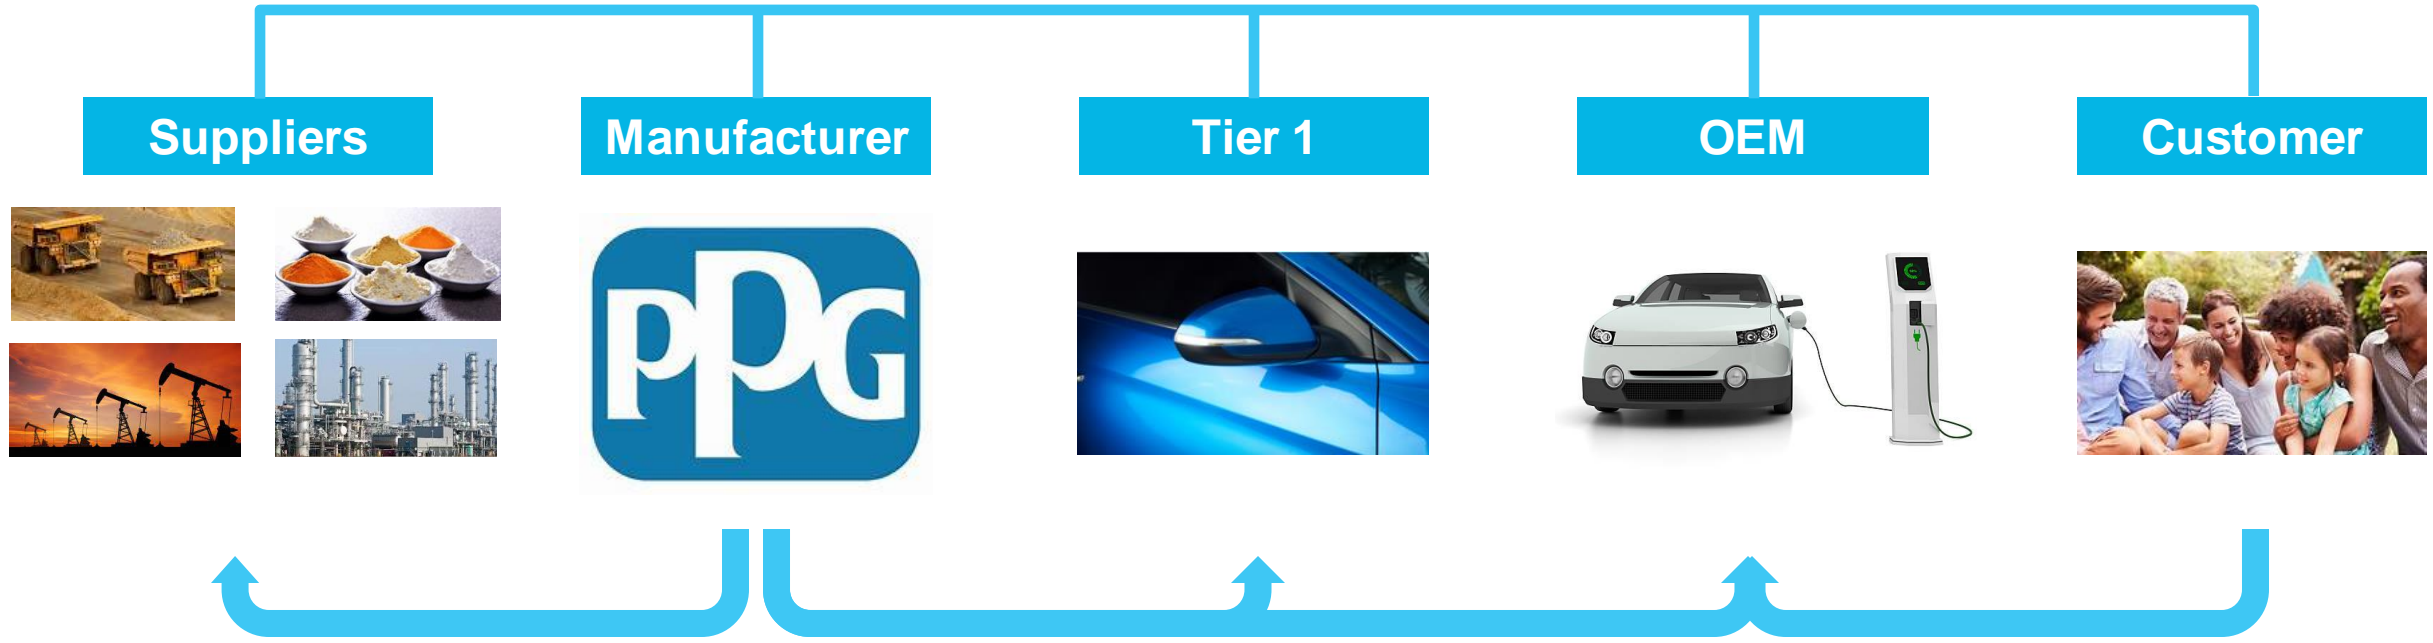 Suppliers
Manufacturer
Tier 1
OEM
Customer
PPG